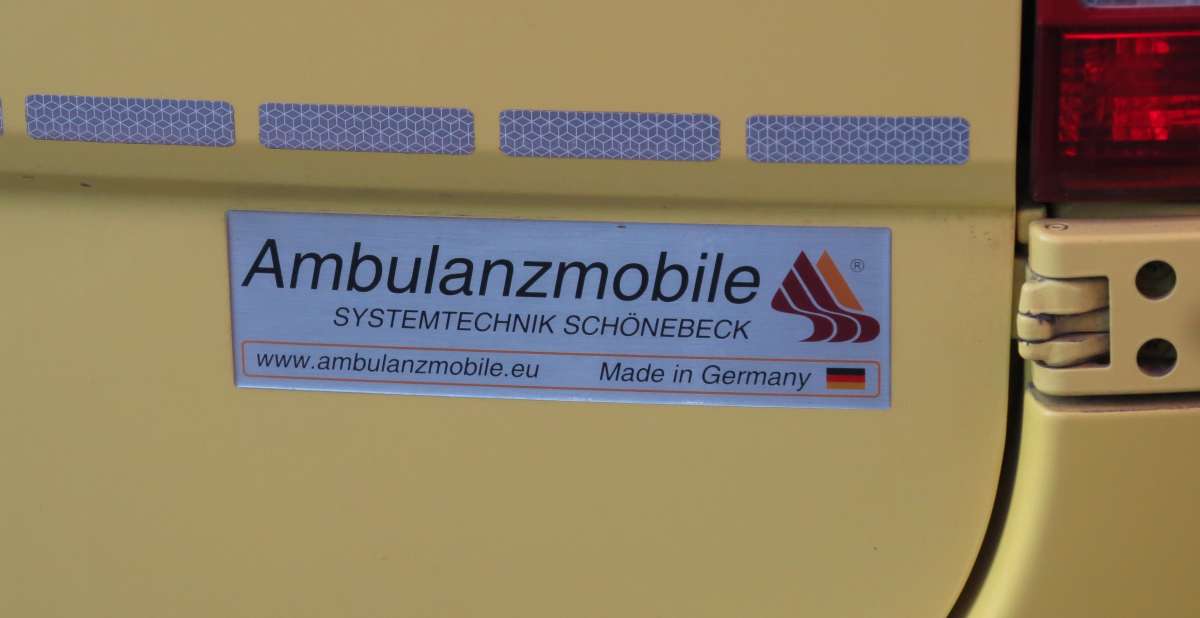 Ambulanzmobile ®
SYSTEMTECHNIK SCHÖNEBECK
www.ambulanzmobile.eu Made in Germany